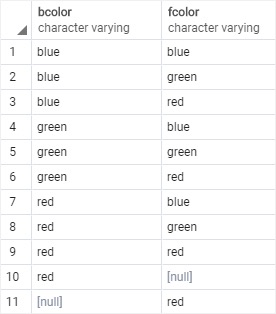 bcolor fcolor
character varying character varying
1 blue blue
2 blue green
3 blue red
4 green blue
5 green green
6 green red
7 red blue
8 red green
9 red red
10 red [null]
11 [null] red